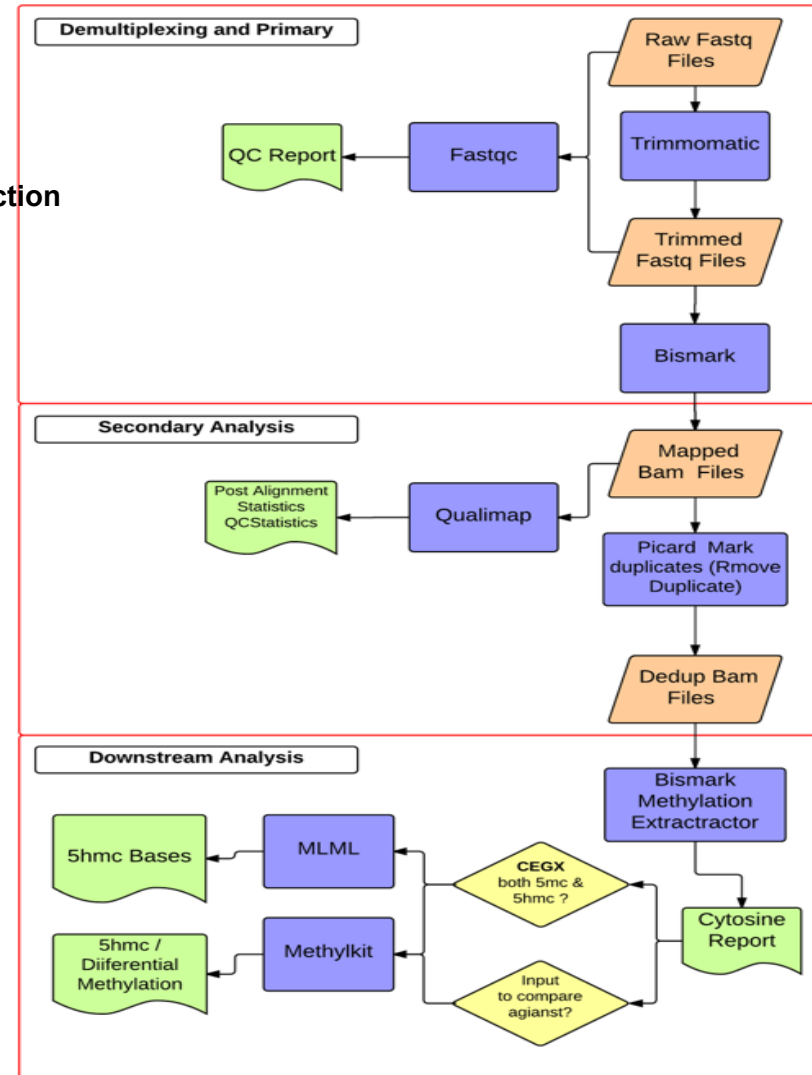 Demultiplexing and Primary
Raw Fastq
Files
QC Report
Fastqc
Trimmomatic
ction
Trimmed
Fastq Files
Bismark
Secondary Analysis
Mapped
Bam Files
Post Alignment
Statistics
QCStatistics
Qualimap
Picard Mark
duplicates (Rmove
Duplicate)
Dedup Bam
Files
Downstream Analysis
Bismark
Methylation
Extractractor
5hmc Bases
MLML
CEGX
both 5mc &
5hmc ?
Cytosine
Report
5hmc /
Diiferential
Methylation
Methylkit
Input
to compare
agianst?